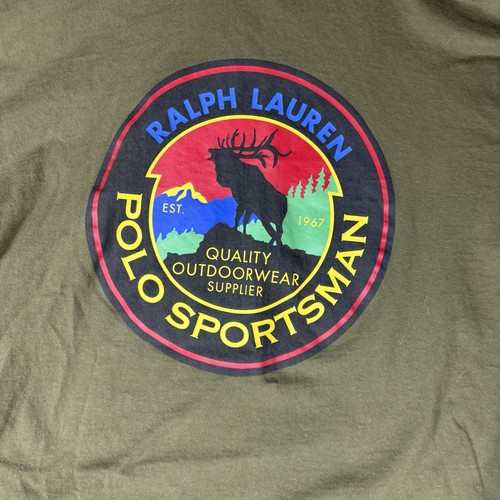 RALPH LAUREN
EST.
1967
QUALITY
OUTDOORWEAR
SUPPLIER
POLO SPORTSMAN